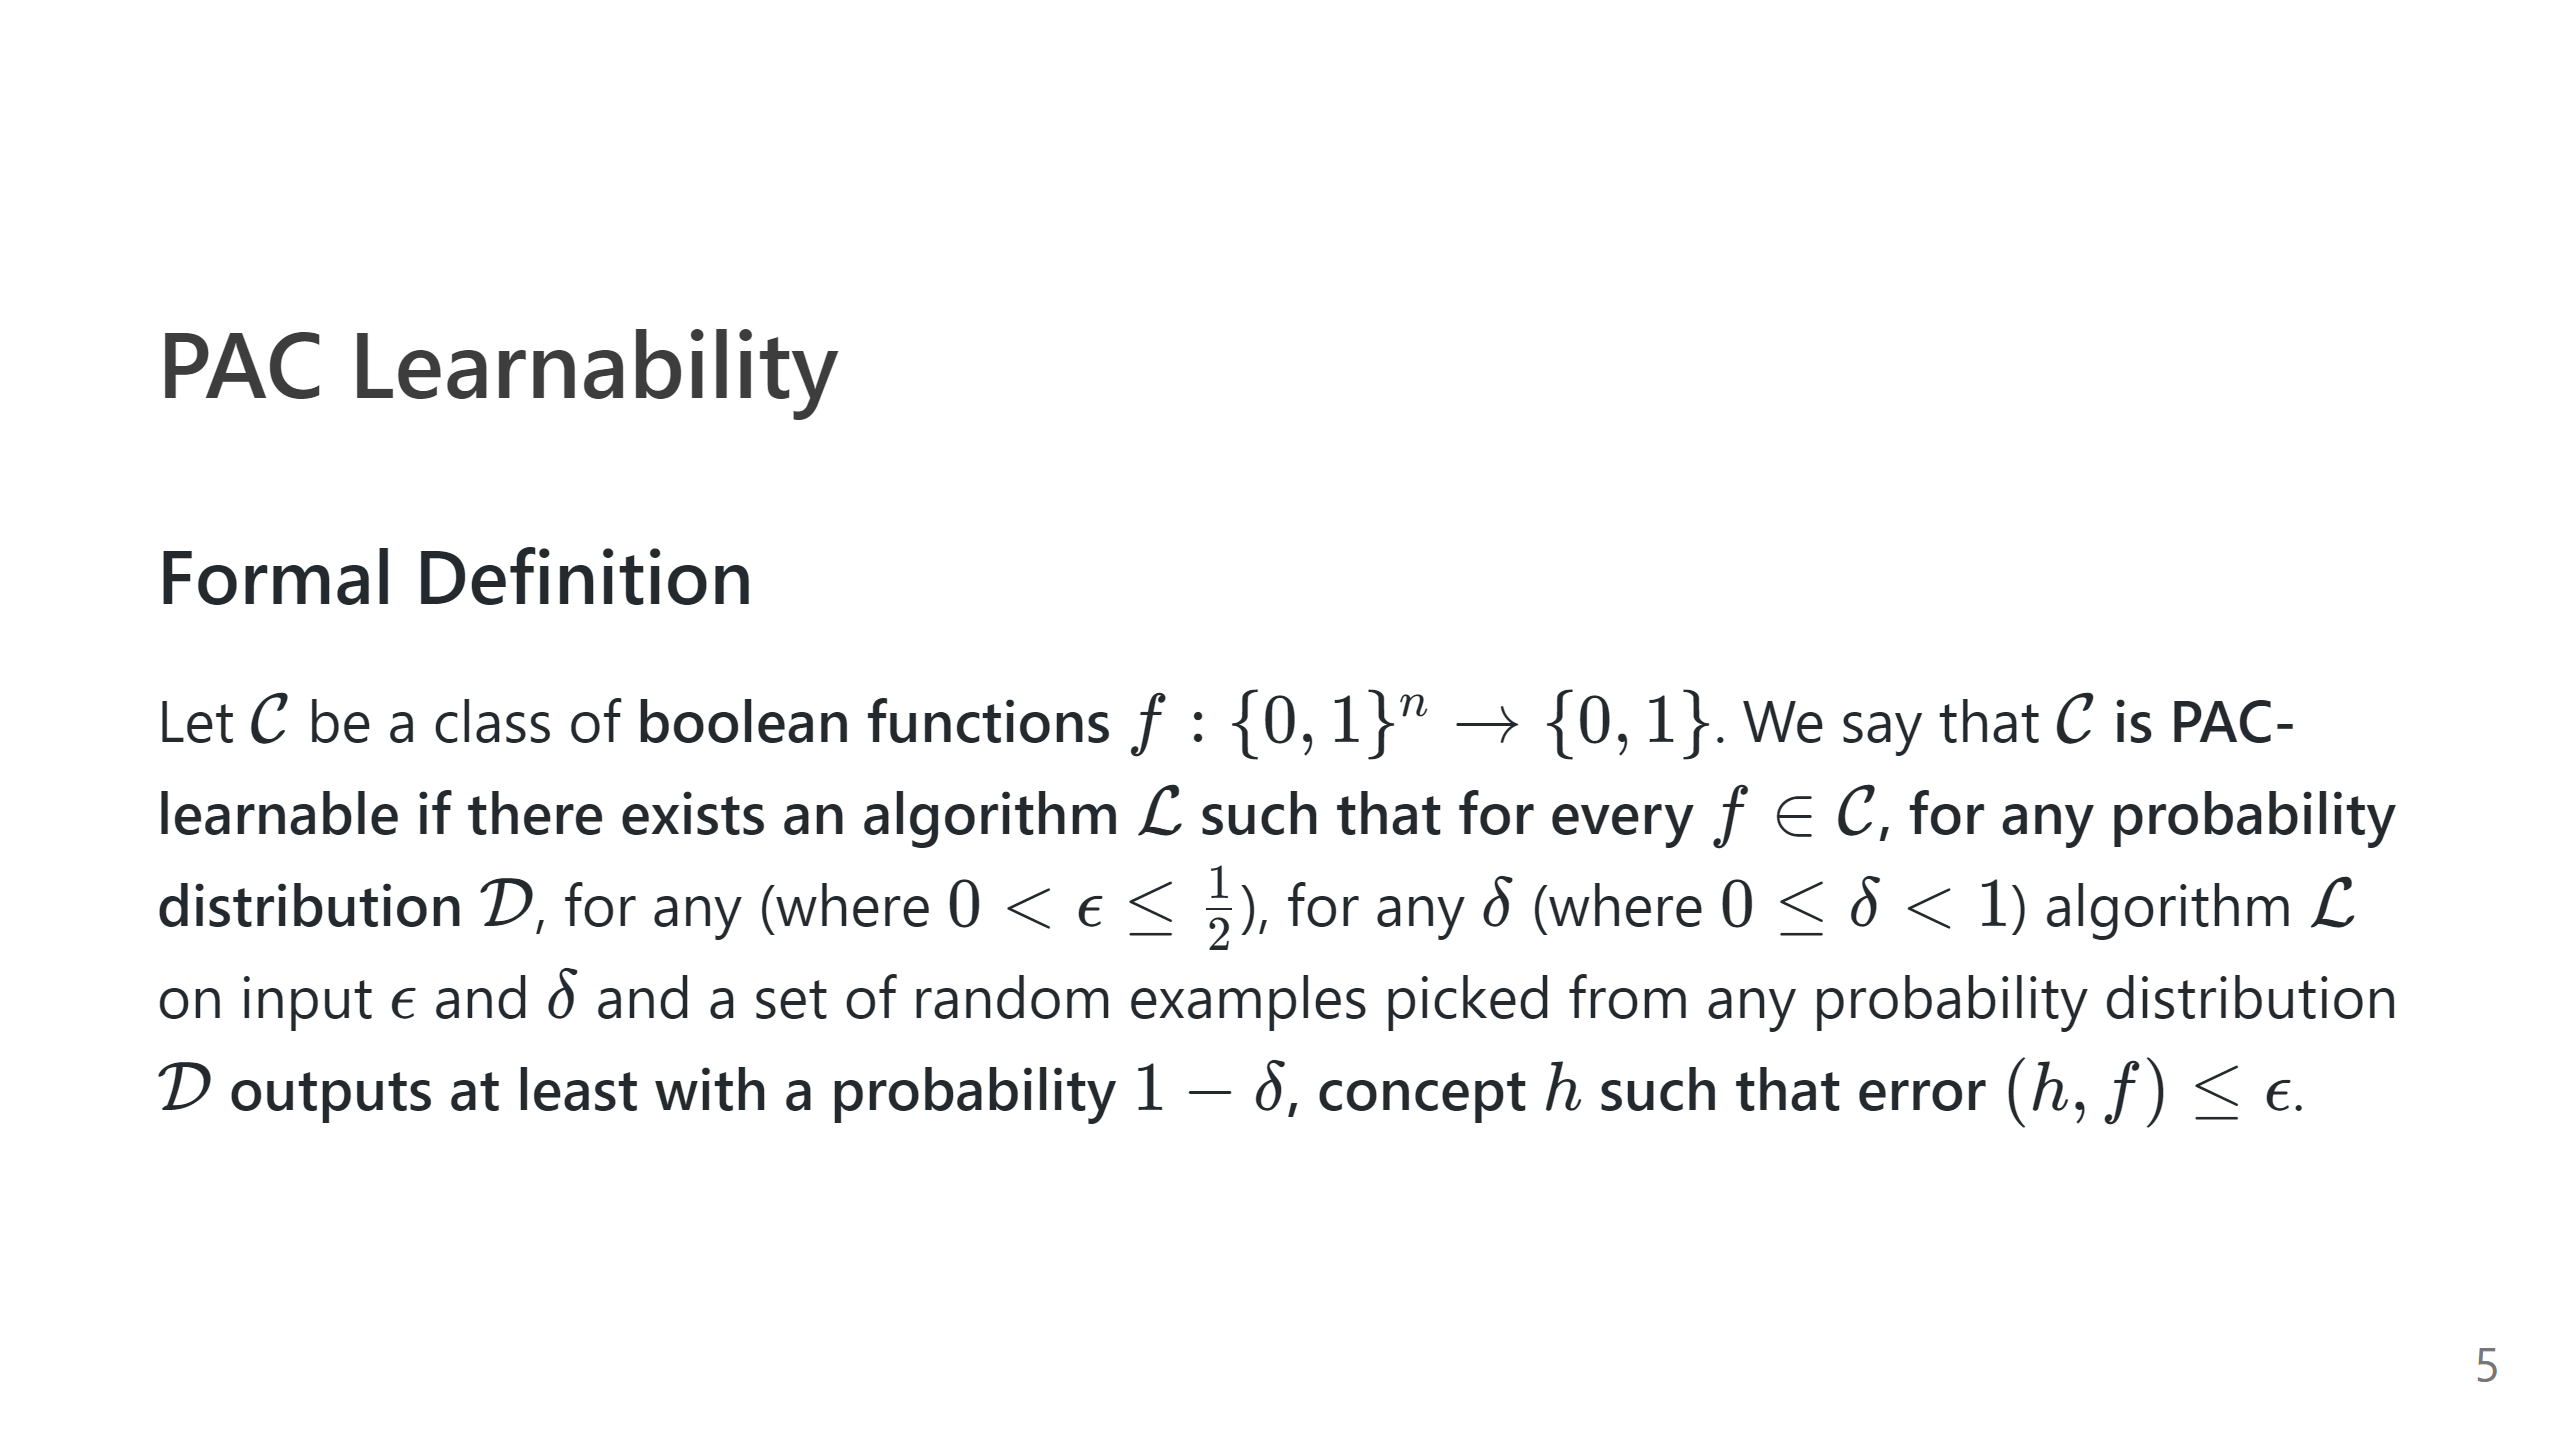 PAC Learnability
Formal Definition
Let 𝓒 be a class of boolean functions f : {0, 1}ⁿ → {0, 1}. We say that 𝓒 is PAC-
learnable if there exists an algorithm 𝓛 such that for every f ∈ 𝓒, for any probability
distribution 𝓓, for any (where 0 < ϵ ≤ 1/2), for any δ (where 0 ≤ δ < 1) algorithm 𝓛
on input ϵ and δ and a set of random examples picked from any probability distribution
𝓓 outputs at least with a probability 1 − δ, concept h such that error (h, f) ≤ ϵ.
5